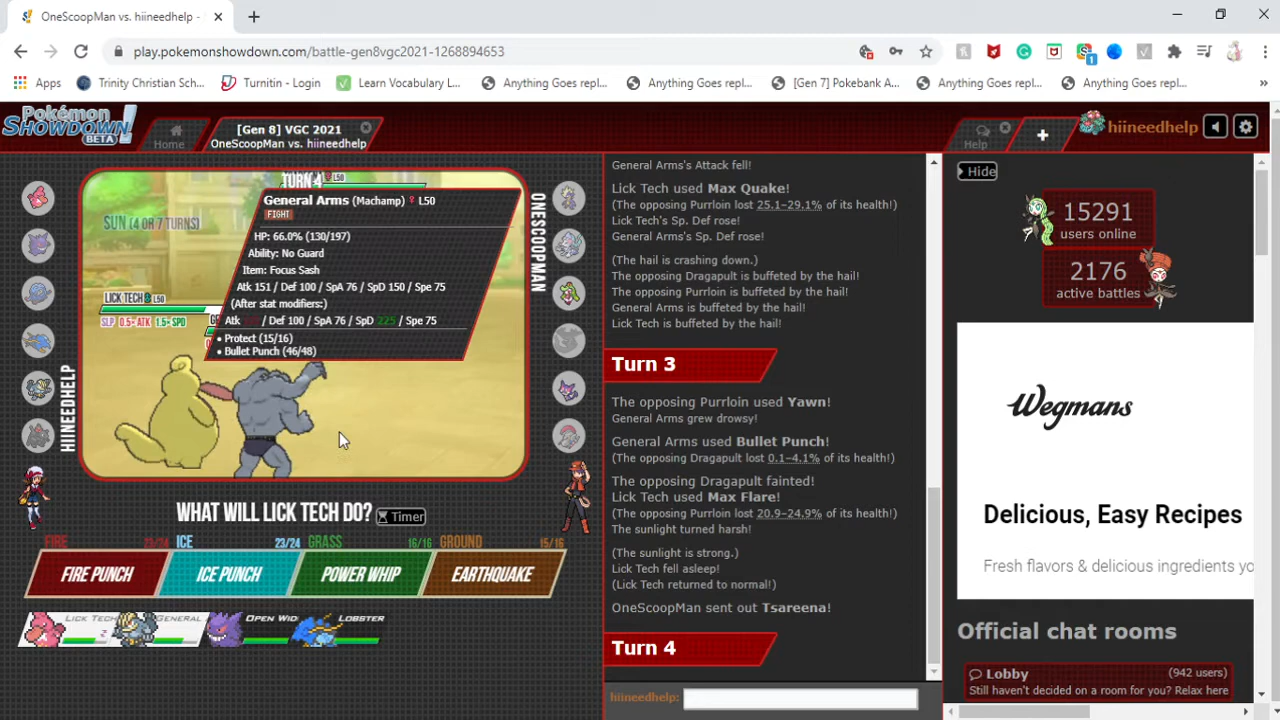 OneScoopMan vs. hiineedhelp -
play.pokemonshowdown.com/battle-gen8vgc2021-1268894653
Apps
Trinity Christian Sch...
Turnitin - Login
Learn Vocabulary L...
Anything Goes repl...
Anything Goes repl...
[Gen 7] Pokebank A...
Anything Goes repl...
Anything Goes repl...
Pokémon
SHOWDOWN!
BETA
Home
[Gen 8] VGC 2021
OneScoopMan vs. hiineedhelp
Help
hiineedhelp
TURN 4
L50
SUN (4 OR 7 TURNS)
General Arms (Machamp) ♀ L50
FIGHT
HP: 66.0% (130/197)
Ability: No Guard
Item: Focus Sash
Atk 151 / Def 100 / SpA 76 / SpD 150 / Spe 75
(After stat modifiers:)
Atk / Def 100 / SpA 76 / SpD 225 / Spe 75
• Protect (15/16)
• Bullet Punch (46/48)
LICK TECH L50
SLP 0.5× ATK 1.5× SPD
HIINEEDHELP
ONESCOOPMAN
WHAT WILL LICK TECH DO?
Timer
FIRE
ICE 23/24
GRASS 16/16
GROUND 15/16
FIRE PUNCH
ICE PUNCH
POWER WHIP
EARTHQUAKE
LICK TECH
GENERAL A
OPEN WID
LOBSTER
General Arms's Attack fell!
Lick Tech used Max Quake!
(The opposing Purrloin lost 25.1–29.1% of its health!)
Lick Tech's Sp. Def rose!
General Arms's Sp. Def rose!
(The hail is crashing down.)
The opposing Dragapult is buffeted by the hail!
The opposing Purrloin is buffeted by the hail!
General Arms is buffeted by the hail!
Lick Tech is buffeted by the hail!
Turn 3
The opposing Purrloin used Yawn!
General Arms grew drowsy!
General Arms used Bullet Punch!
(The opposing Dragapult lost 0.1–4.1% of its health!)
The opposing Dragapult fainted!
Lick Tech used Max Flare!
(The opposing Purrloin lost 20.9–24.9% of its health!)
The sunlight turned harsh!
(The sunlight is strong.)
Lick Tech fell asleep!
(Lick Tech returned to normal!)
OneScoopMan sent out Tsareena!
Turn 4
hiineedhelp:
Hide
15291
users online
2176
active battles
Wegmans
Delicious, Easy Recipes
Fresh flavors & delicious ingredients yo
Official chat rooms
Lobby
(942 users)
Still haven't decided on a room for you? Relax here